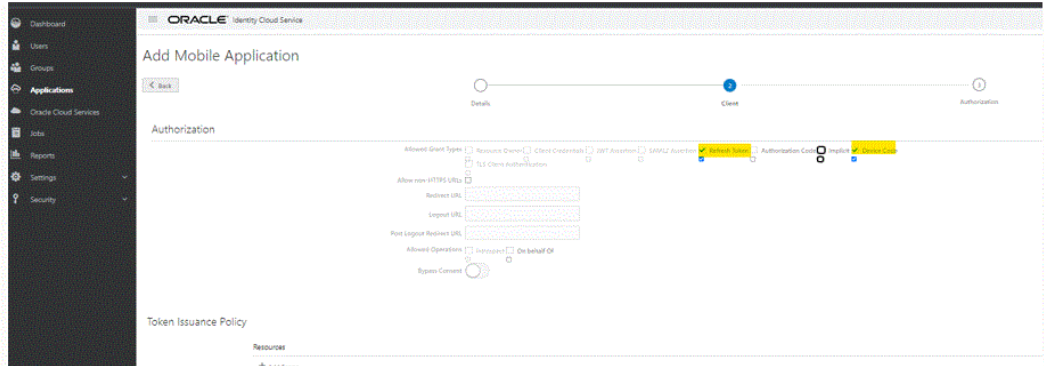 Dashboard
ORACLE Identity Cloud Service
Users
Groups
Applications
Oracle Cloud Services
Jobs
Reports
Settings
Security
Add Mobile Application
Back
Details
2
Client
3
Authorization
Authorization
Allowed Grant Types Resource Owner Client Credentials JWT Assertion SAML2 Assertion Refresh Token Authorization Code Implicit Device Code
TLS Client Authentication
Allow non-HTTPS URLs
Redirect URL
Logout URL
Post Logout Redirect URL
Allowed Operations Introspect On behalf Of
Bypass Consent
Token Issuance Policy
Resources